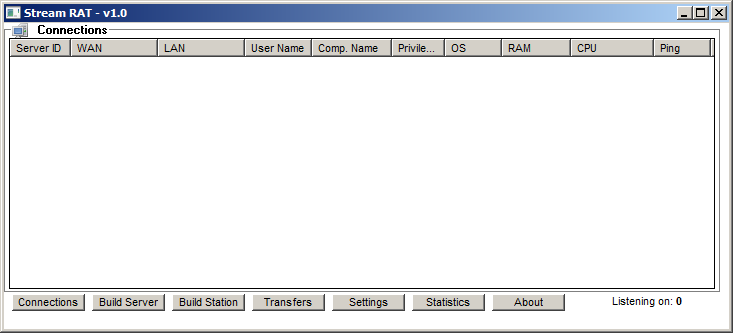 Stream RAT - v1.0
Connections
Server ID WAN LAN User Name Comp. Name Privile... OS RAM CPU Ping
Connections Build Server Build Station Transfers Settings Statistics About Listening on: 0